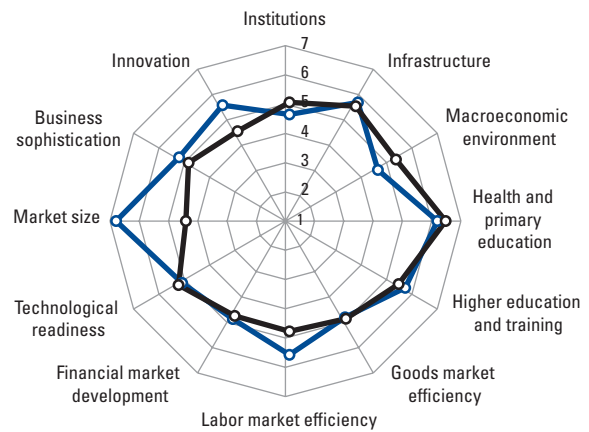 Institutions
Infrastructure
Macroeconomic
environment
Health and
primary
education
Higher education
and training
Goods market
efficiency
Labor market efficiency
Financial market
development
Technological
readiness
Market size
Business
sophistication
Innovation
7
6
5
4
3
2
1